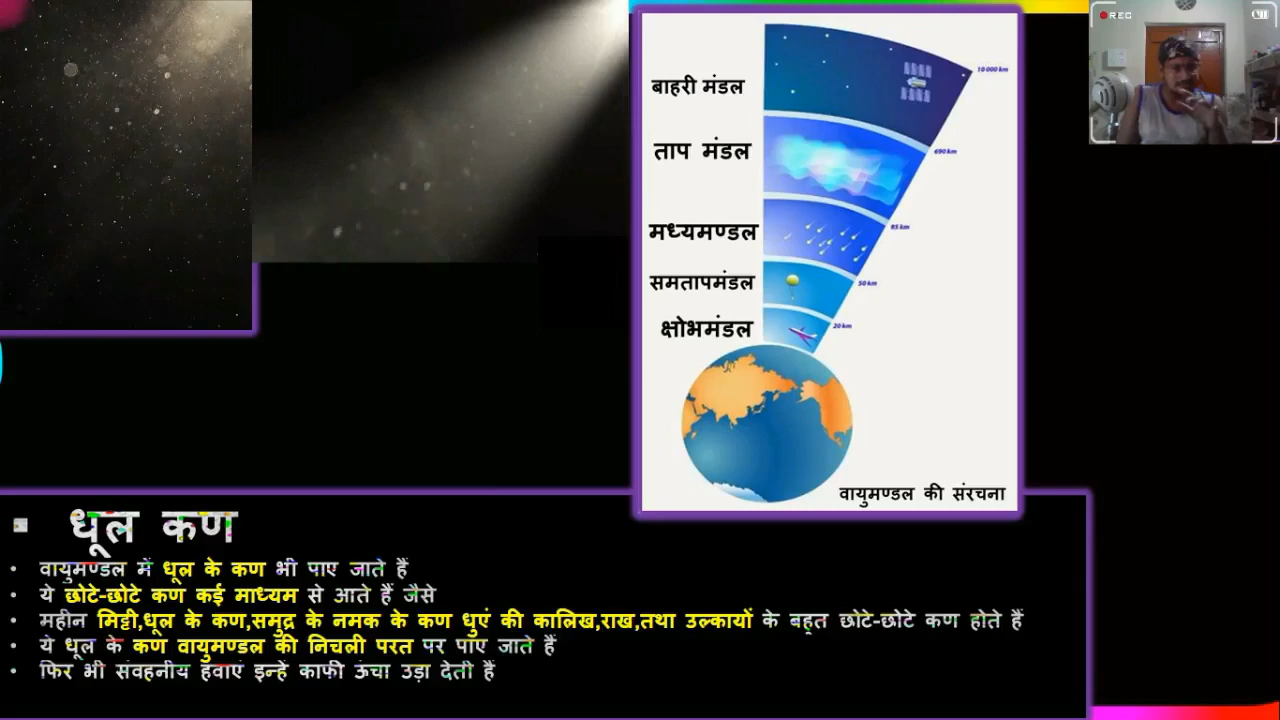 REC
10 000 km
बाहरी मंडल
ताप मंडल
690 km
मध्यमण्डल
85 km
समतापमंडल
50 km
क्षोभमंडल
20 km
वायुमण्डल की संरचना
धूल कण
वायुमण्डल में धूल के कण भी पाए जाते हैं
ये छोटे-छोटे कण कई माध्यम से आते हैं जैसे
महीन मिट्टी,धूल के कण,समुद्र के नमक के कण धुएं की कालिख,राख,तथा उल्कायों के बहुत छोटे-छोटे कण होते हैं
ये धूल के कण वायुमण्डल की निचली परत पर पाए जाते हैं
फिर भी संवहनीय हवाएं इन्हें काफी ऊंचा उड़ा देती हैं